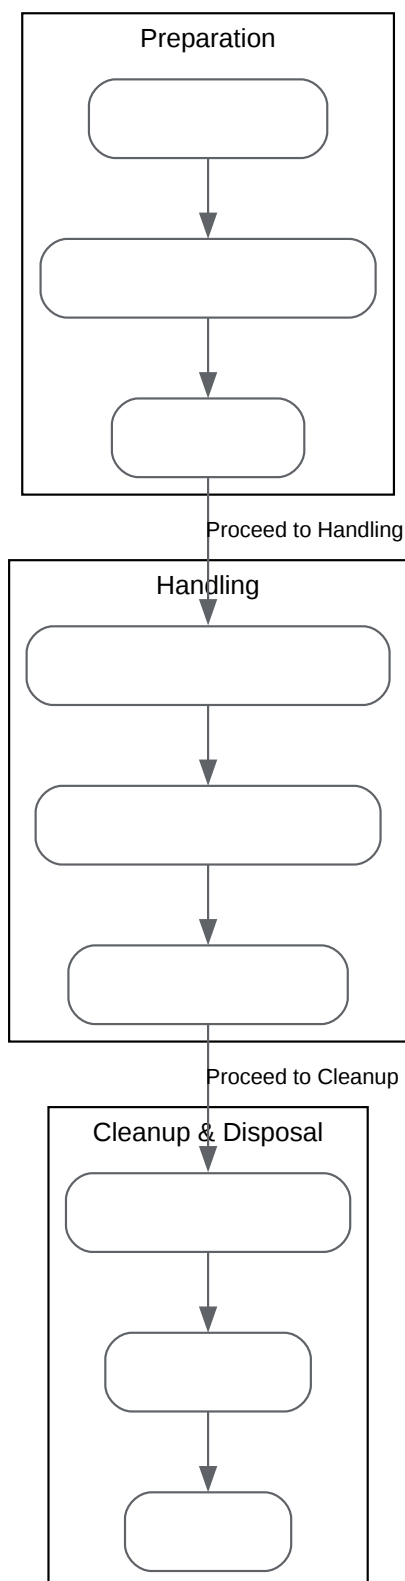 Preparation
Proceed to Handling
Handling
Proceed to Cleanup
Cleanup & Disposal